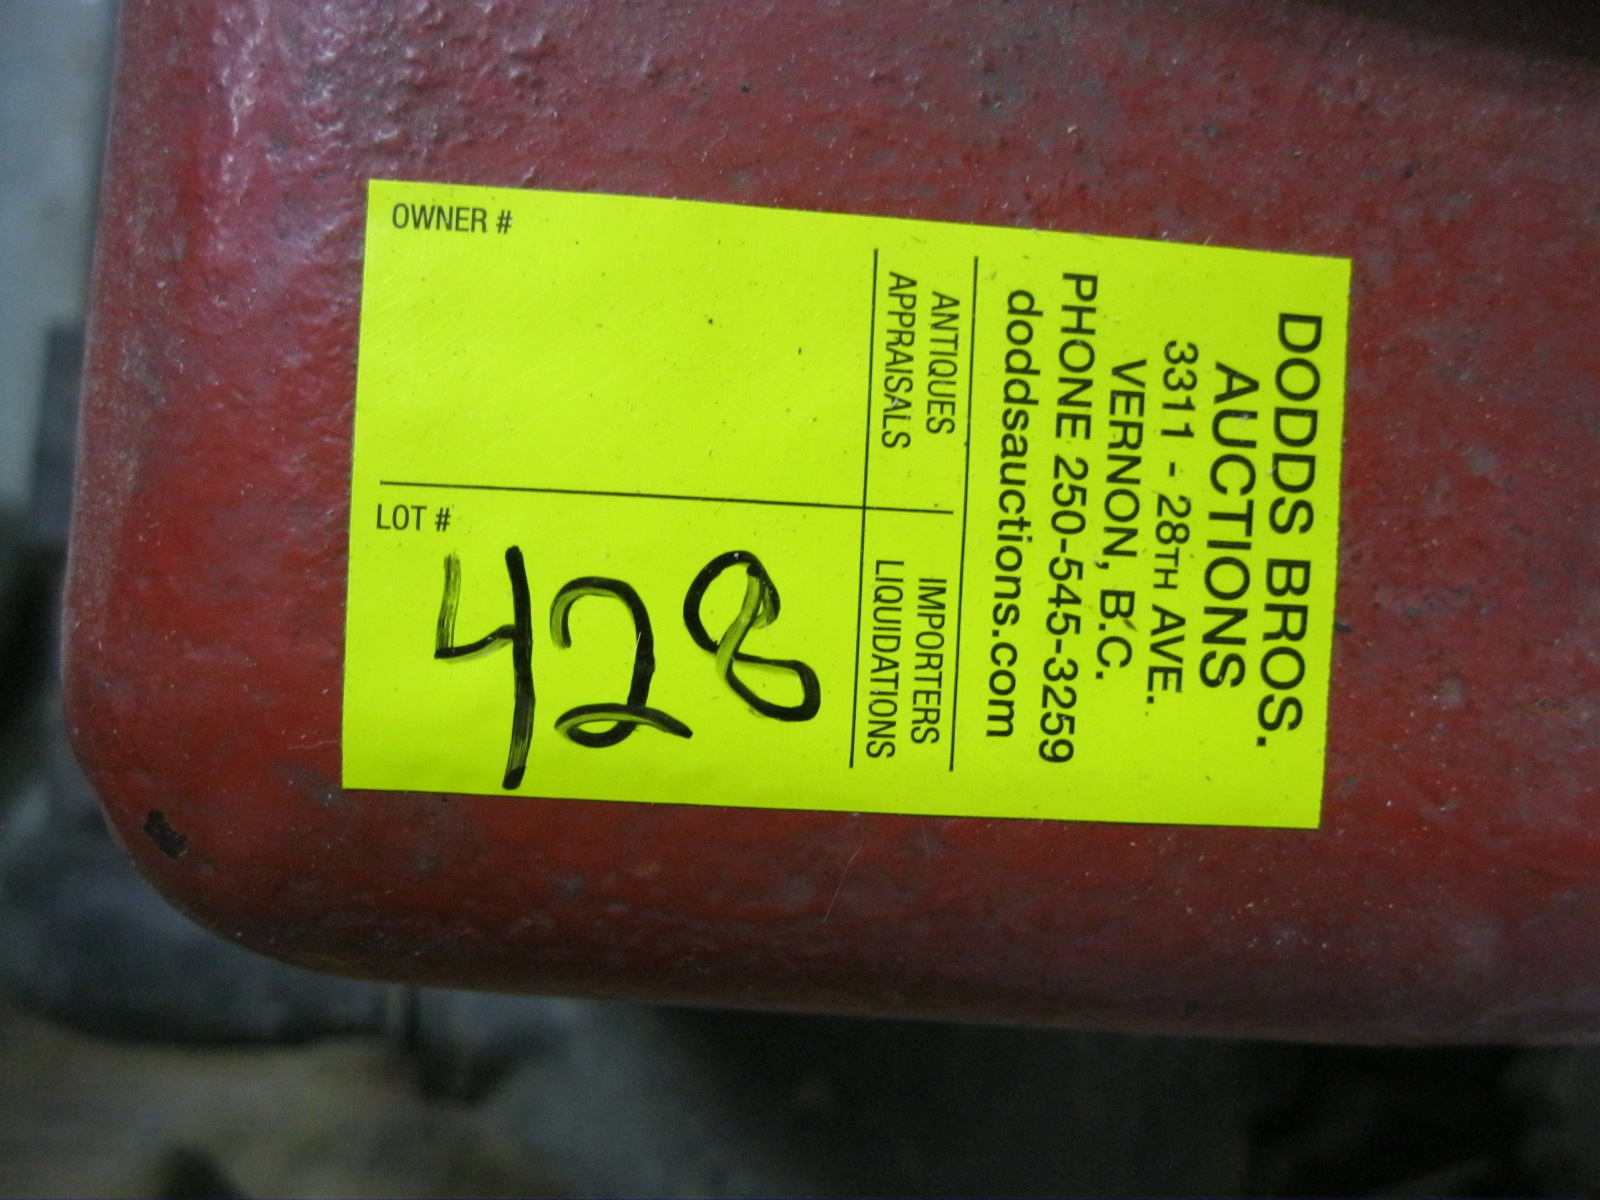 DODDS BROS.
AUCTIONS
3311 - 28TH AVE.
VERNON, B.C.
PHONE 250-545-3259
doddsauctions.com
ANTIQUES
APPRAISALS
IMPORTERS
LIQUIDATIONS
OWNER #
LOT #
428